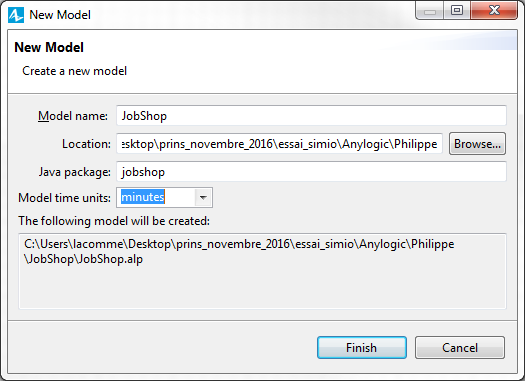 New Model
New Model
Create a new model
Model name: JobShop
Location: esktop\prins_novembre_2016\essai_simio\Anylogic\Philippe Browse...
Java package: jobshop
Model time units: minutes
The following model will be created:
C:\Users\lacomme\Desktop\prins_novembre_2016\essai_simio\Anylogic\Philippe
\JobShop\JobShop.alp
Finish Cancel